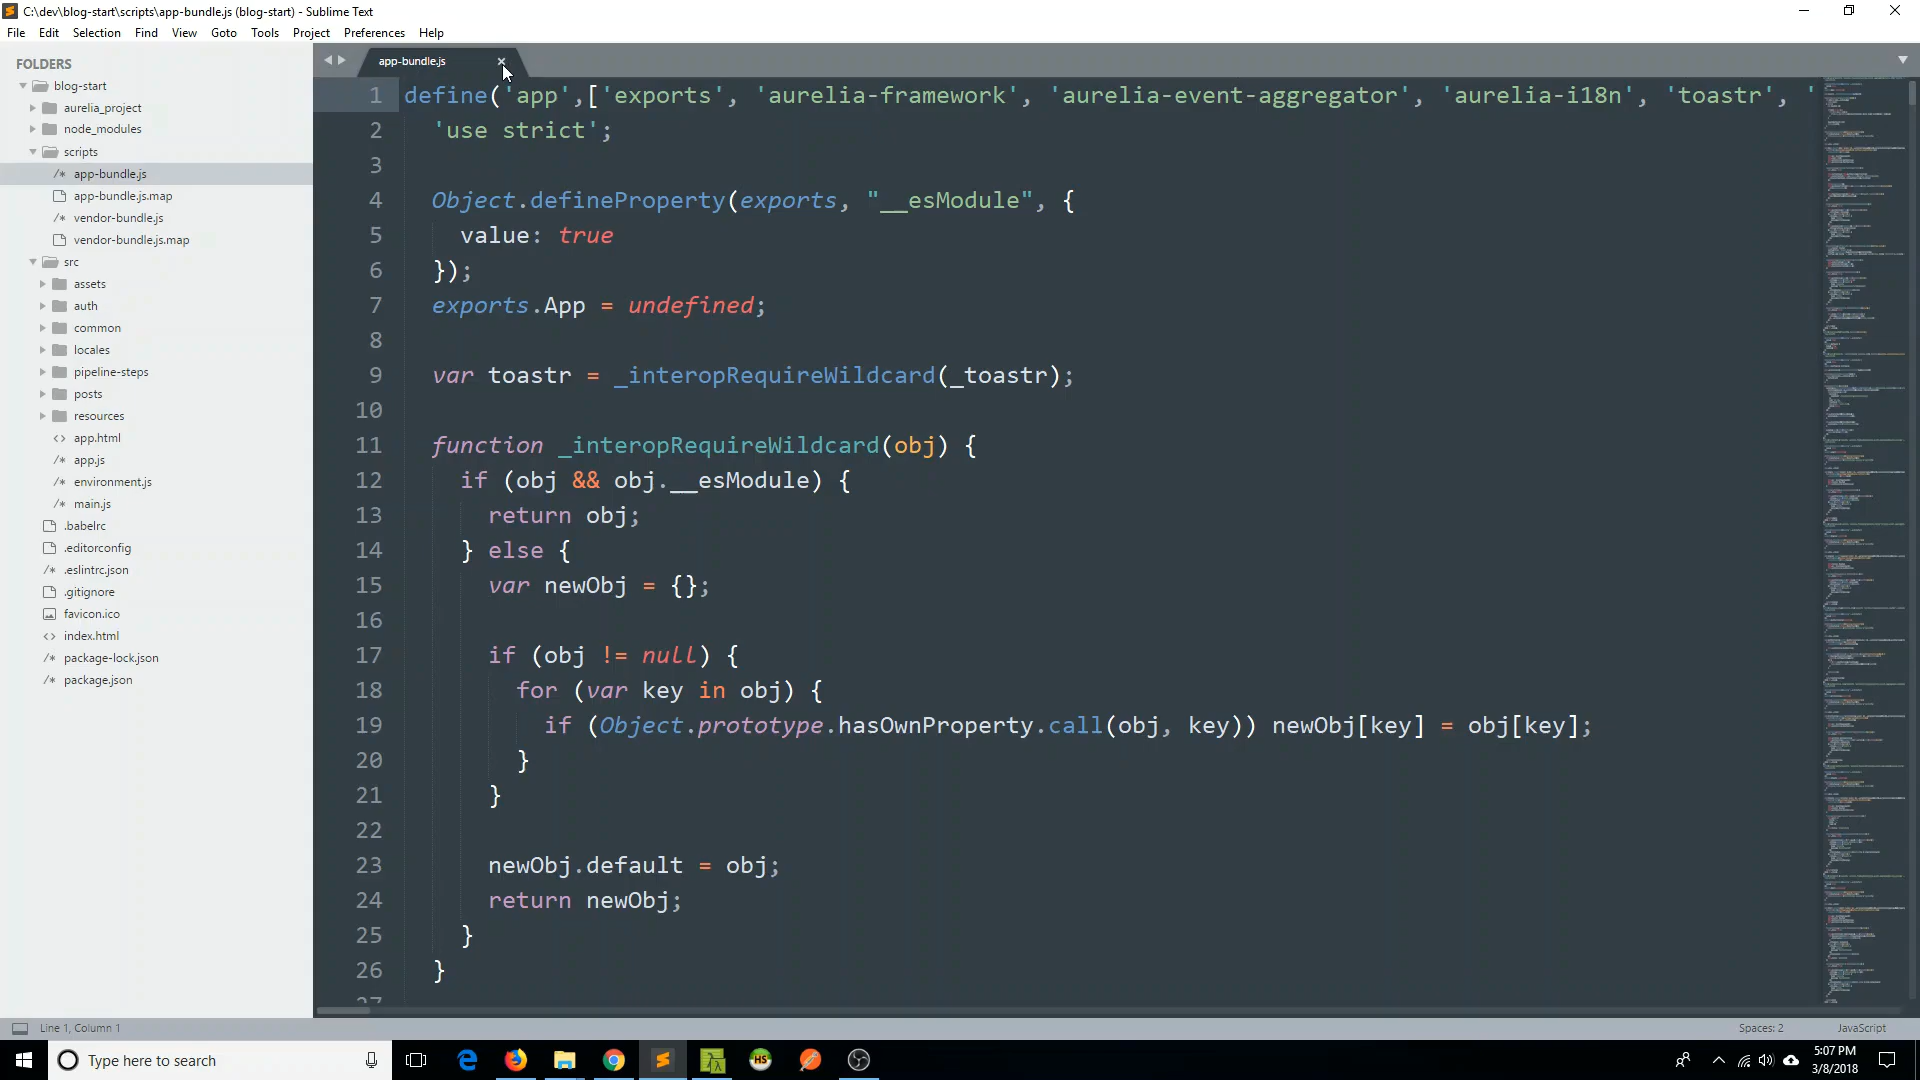 C:\dev\blog-start\scripts\app-bundle.js (blog-start) - Sublime Text
File Edit Selection Find View Goto Tools Project Preferences Help
FOLDERS
blog-start
aurelia_project
node_modules
scripts
/* app-bundle.js
app-bundle.js.map
/* vendor-bundle.js
vendor-bundle.js.map
src
assets
auth
common
locales
pipeline-steps
posts
resources
<> app.html
/* app.js
/* environment.js
/* main.js
.babelrc
.editorconfig
/* .eslintrc.json
.gitignore
favicon.ico
<> index.html
/* package-lock.json
/* package.json
app-bundle.js
1 define('app',['exports', 'aurelia-framework', 'aurelia-event-aggregator', 'aurelia-i18n', 'toastr', '
2 'use strict';
3
4 Object.defineProperty(exports, "__esModule", {
5 value: true
6 });
7 exports.App = undefined;
8
9 var toastr = _interopRequireWildcard(_toastr);
10
11 function _interopRequireWildcard(obj) {
12 if (obj && obj.__esModule) {
13 return obj;
14 } else {
15 var newObj = {};
16
17 if (obj != null) {
18 for (var key in obj) {
19 if (Object.prototype.hasOwnProperty.call(obj, key)) newObj[key] = obj[key];
20 }
21 }
22
23 newObj.default = obj;
24 return newObj;
25 }
26 }
27
Line 1, Column 1
Spaces: 2
JavaScript
Type here to search
HS
5:07 PM
3/8/2018